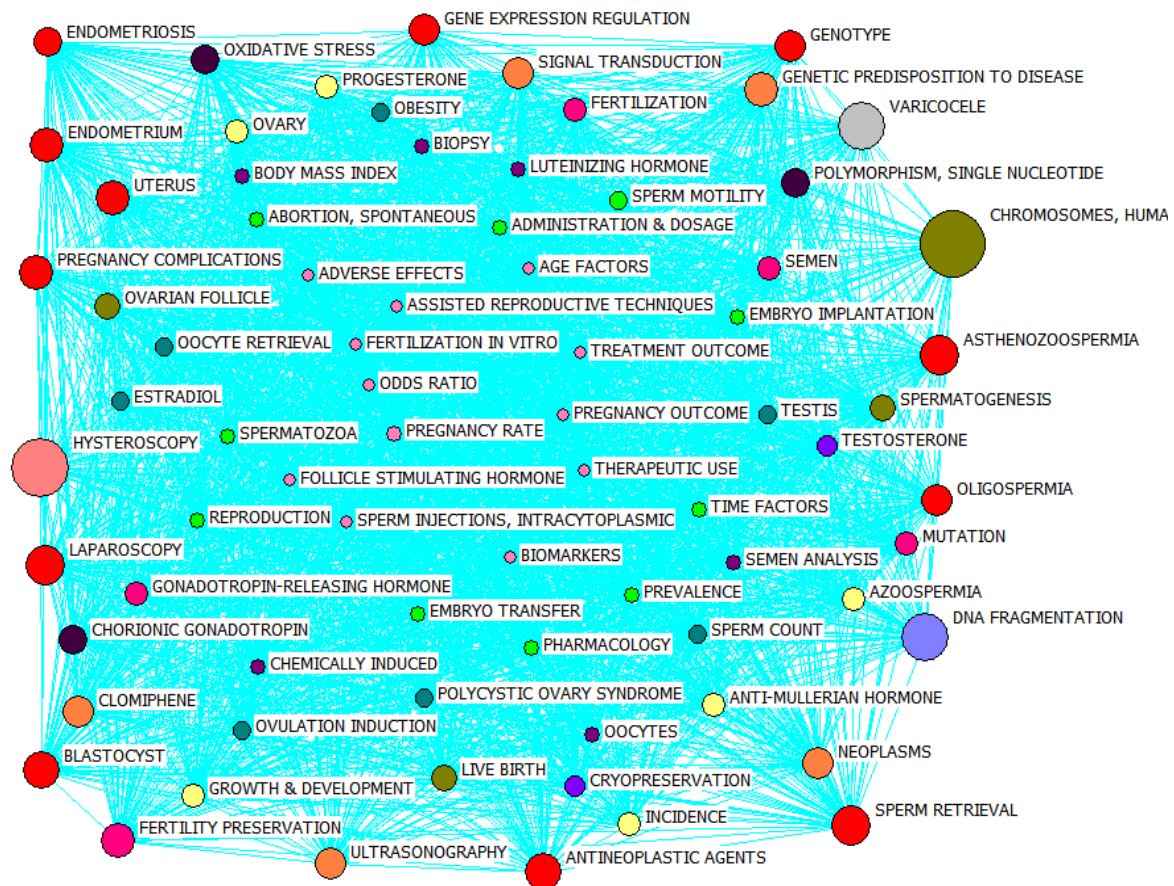 GENE EXPRESSION REGULATION
ENDOMETRIOSIS
GENOTYPE
OXIDATIVE STRESS
SIGNAL TRANSDUCTION
PROGESTERONE
GENETIC PREDISPOSITION TO DISEASE
OBESITY
FERTILIZATION
VARICOCELE
OVARY
ENDOMETRIUM
BIOPSY
LUTEINIZING HORMONE
BODY MASS INDEX
POLYMORPHISM, SINGLE NUCLEOTIDE
UTERUS
SPERM MOTILITY
ABORTION, SPONTANEOUS
ADMINISTRATION & DOSAGE
CHROMOSOMES, HUMA
PREGNANCY COMPLICATIONS
SEMEN
ADVERSE EFFECTS
AGE FACTORS
OVARIAN FOLLICLE
ASSISTED REPRODUCTIVE TECHNIQUES
EMBRYO IMPLANTATION
ASTHENOZOOSPERMIA
OOCYTE RETRIEVAL
FERTILIZATION IN VITRO
TREATMENT OUTCOME
ODDS RATIO
ESTRADIOL
SPERMATOGENESIS
PREGNANCY OUTCOME
TESTIS
SPERMATOZOA
PREGNANCY RATE
TESTOSTERONE
HYSTEROSCOPY
THERAPEUTIC USE
FOLLICLE STIMULATING HORMONE
OLIGOSPERMIA
TIME FACTORS
REPRODUCTION
SPERM INJECTIONS, INTRACYTOPLASMIC
MUTATION
LAPAROSCOPY
BIOMARKERS
SEMEN ANALYSIS
GONADOTROPIN-RELEASING HORMONE
PREVALENCE
AZOOSPERMIA
EMBRYO TRANSFER
DNA FRAGMENTATION
CHORIONIC GONADOTROPIN
SPERM COUNT
PHARMACOLOGY
CHEMICALLY INDUCED
POLYCYSTIC OVARY SYNDROME
ANTI-MULLERIAN HORMONE
CLOMIPHENE
OVULATION INDUCTION
OOCYTES
BLASTOCYST
NEOPLASMS
LIVE BIRTH
CRYOPRESERVATION
GROWTH & DEVELOPMENT
SPERM RETRIEVAL
INCIDENCE
FERTILITY PRESERVATION
ULTRASONOGRAPHY
ANTINEOPLASTIC AGENTS